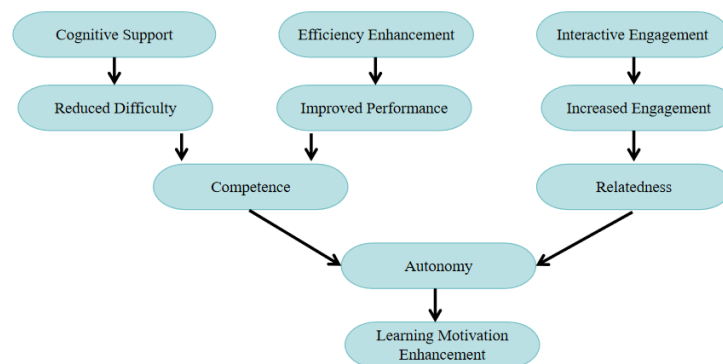 Cognitive Support
Efficiency Enhancement
Interactive Engagement
Reduced Difficulty
Improved Performance
Increased Engagement
Competence
Relatedness
Autonomy
Learning Motivation
Enhancement